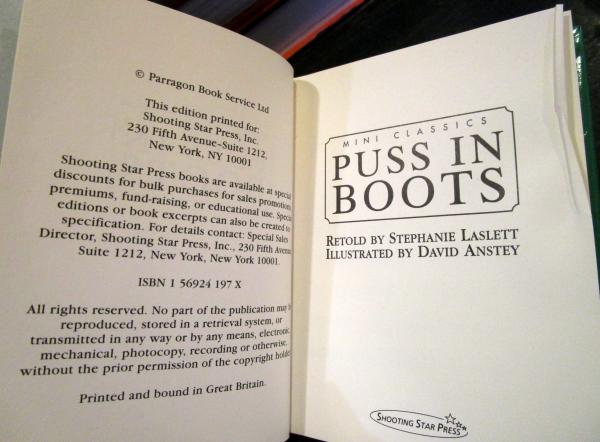 © Parragon Book Service Ltd
This edition printed for:
Shooting Star Press, Inc.
230 Fifth Avenue–Suite 1212,
New York, NY 10001
Shooting Star Press books are available at special
discounts for bulk purchases for sales promotions
premiums, fund-raising, or educational use. Special
editions or book excerpts can also be created to
specification. For details contact: Special Sales
Director, Shooting Star Press, Inc., 230 Fifth Avenue
Suite 1212, New York, New York 10001.
ISBN 1 56924 197 X
All rights reserved. No part of the publication may be
reproduced, stored in a retrieval system, or
transmitted in any way or by any means, electronic,
mechanical, photocopy, recording or otherwise,
without the prior permission of the copyright holder.
Printed and bound in Great Britain.
MINI CLASSICS
PUSS IN
BOOTS
RETOLD BY STEPHANIE LASLETT
ILLUSTRATED BY DAVID ANSTEY
SHOOTING STAR PRESS